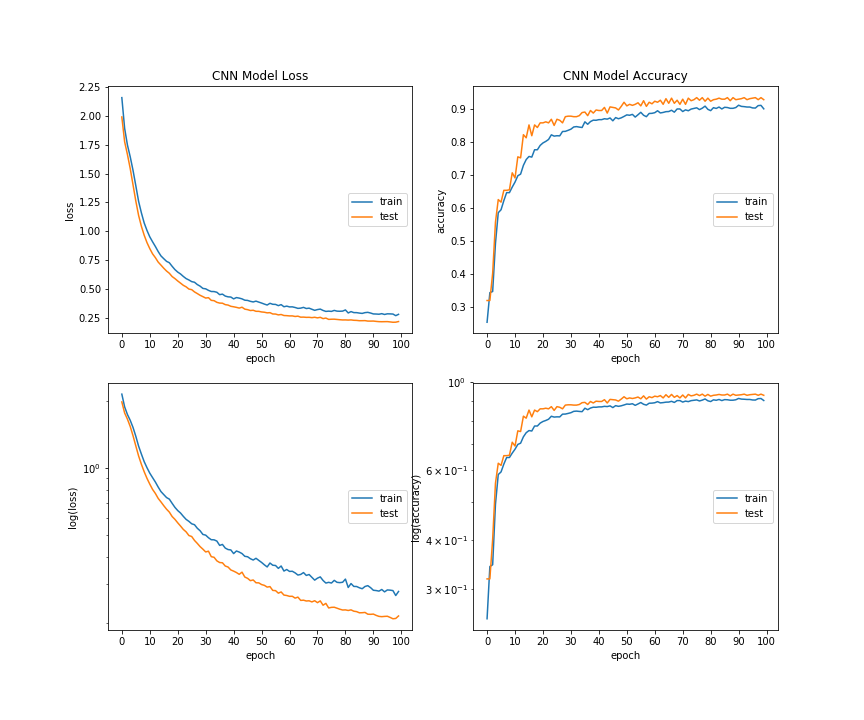 CNN Model Loss
2.25
2.00
1.75
1.50
1.25
1.00
0.75
0.50
0.25
loss
train
test
0 10 20 30 40 50 60 70 80 90 100
epoch
CNN Model Accuracy
0.9
0.8
0.7
0.6
0.5
0.4
0.3
accuracy
train
test
0 10 20 30 40 50 60 70 80 90 100
epoch
10⁰
log(loss)
train
test
0 10 20 30 40 50 60 70 80 90 100
epoch
10⁰
6 × 10⁻¹
4 × 10⁻¹
3 × 10⁻¹
log(accuracy)
train
test
0 10 20 30 40 50 60 70 80 90 100
epoch